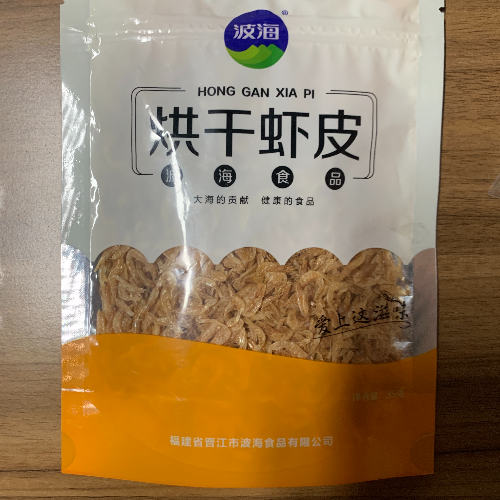 波海®
HONG GAN XIA PI
烘干虾皮
波海食品
大海的贡献 健康的食品
爱上这滋味
福建省晋江市波海食品有限公司